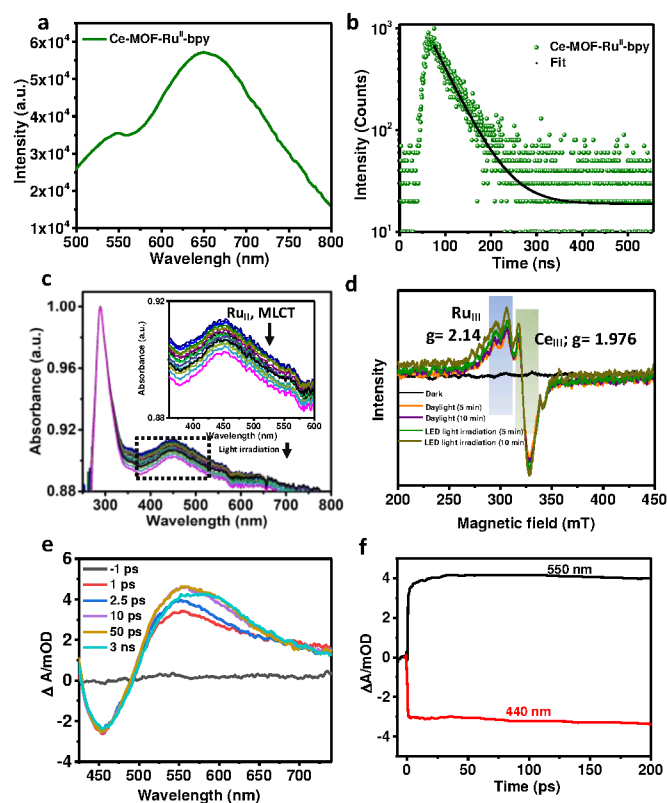 a
6x10⁴
5x10⁴
4x10⁴
3x10⁴
2x10⁴
1x10⁴
Intensity (a.u.)
Ce-MOF-Ruᴵᴵ-bpy
500 550 600 650 700 750 800
Wavelengh (nm)
b
10³
10²
10¹
Intensity (Counts)
Ce-MOF-Ruᴵᴵ-bpy
Fit
0 100 200 300 400 500
Time (ns)
c
1.00
0.96
0.92
0.88
Absorbance (a.u.)
0.92
0.88
Absorbance (a.u.)
Ru_II, MLCT
400 450 500 550 600
Wavelength (nm)
Light irradiation
300 400 500 600 700 800
Wavelength (nm)
d
Intensity
Ru_III
g= 2.14
Ce_III; g= 1.976
Dark
Daylight (5 min)
Daylight (10 min)
LED light irradiation (5 min)
LED light irradiation (10 min)
200 250 300 350 400 450
Magnetic field (mT)
e
6
4
2
0
-2
-4
Δ A/mOD
-1 ps
1 ps
2.5 ps
10 ps
50 ps
3 ns
450 500 550 600 650 700
Wavelength (nm)
f
4
2
0
-2
-4
ΔA/mOD
550 nm
440 nm
0 50 100 150 200
Time (ps)